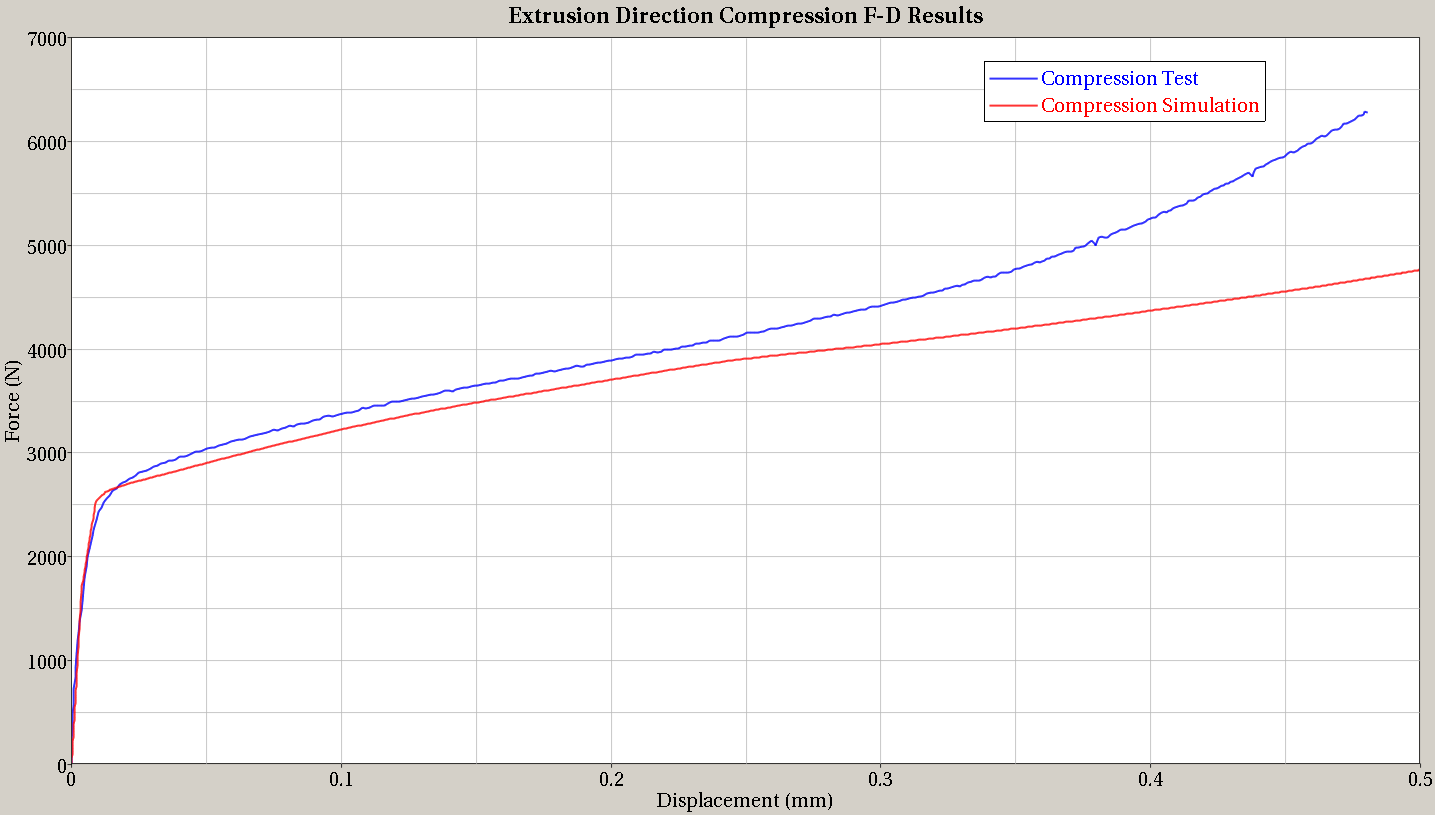 Extrusion Direction Compression F-D Results
7000
6000
5000
4000
3000
2000
1000
0
Force (N)
Compression Test
Compression Simulation
0 0.1 0.2 0.3 0.4 0.5
Displacement (mm)